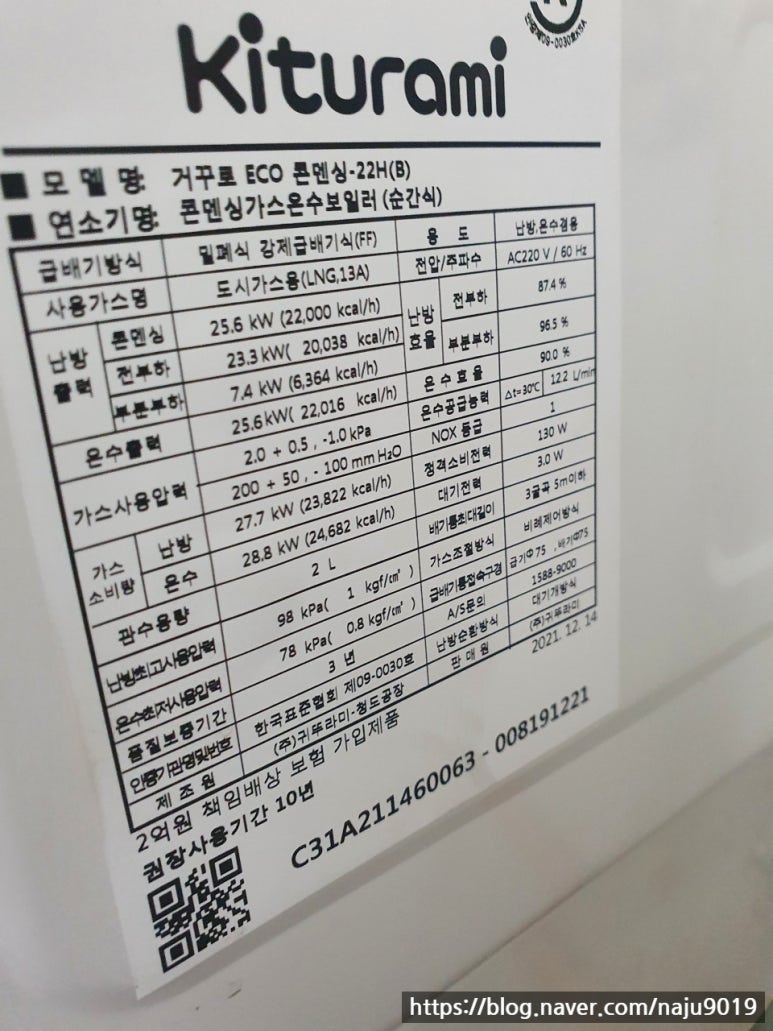 인증 제09-0030호 KSA
Kiturami
■ 모 델 명: 거꾸로 ECO 콘덴싱-22H(B)
■ 연소기명: 콘덴싱가스온수보일러 (순간식)
급배기방식 밀폐식 강제급배기식(FF) 용 도 난방,온수겸용
사용가스명 도시가스용(LNG,13A) 전압/주파수 AC220 V / 60 Hz
난방출력 콘덴싱 25.6 kW (22,000 kcal/h) 난방효율 전부하 87.4 %
전부하 23.3 kW( 20,038 kcal/h) 부분부하 96.5 %
부분부하 7.4 kW (6,364 kcal/h) 온 수 효 율 90.0 %
온수출력 25.6 kW( 22,016 kcal/h) 온수공급능력 Δt=30℃ 12.2 L/min
가스사용압력 2.0 + 0.5 , -1.0 kPa NOX 등급 1
200 + 50 , - 100 mm H₂O 정격소비전력 130 W
가스소비량 난방 27.7 kW (23,822 kcal/h) 대기전력 3.0 W
온수 28.8 kW (24,682 kcal/h) 배기통최대길이 3굴곡 5m이하
관수용량 2 L 가스조절방식 비례제어방식
난방최고사용압력 98 kPa( 1 kgf/㎠ ) 급배기통접속구경 급기Φ75 , 배기Φ75
온수최저사용압력 78 kPa( 0.8 kgf/㎠ ) A/S문의 1588-9000
품질보증기간 3 년 난방순환방식 대기개방식
인증기관명및번호 한국표준협회 제09-0030호 판 매 원 (주)귀뚜라미
제 조 원 (주)귀뚜라미-청도공장 2021. 12. 14
2억원 책임배상 보험 가입제품
권장사용기간 10년
C31A211460063 - 008191221
https://blog.naver.com/naju9019